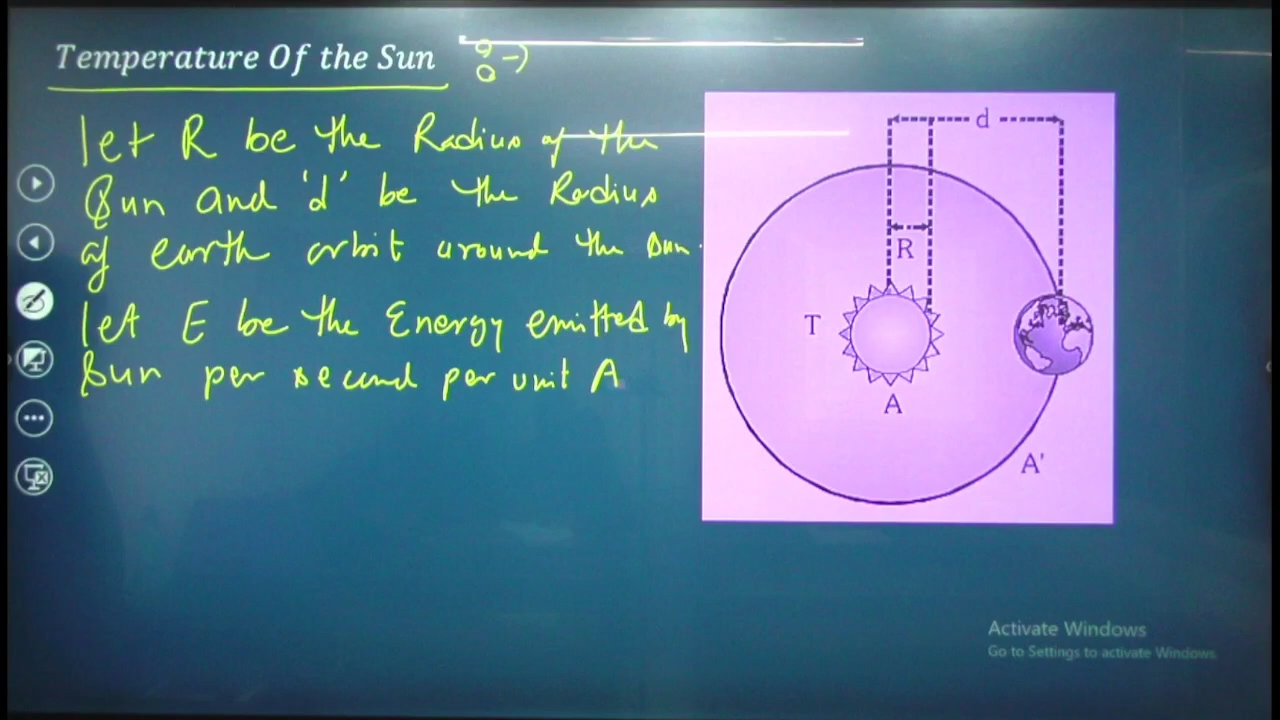 Temperature Of the Sun :->
let R be the Radius of the
Sun and 'd' be the Radius
of earth orbit around the sun.
let E be the Energy emitted by
Sun per second per unit A
d
R
T
A
A'
Activate Windows
Go to Settings to activate Windows.